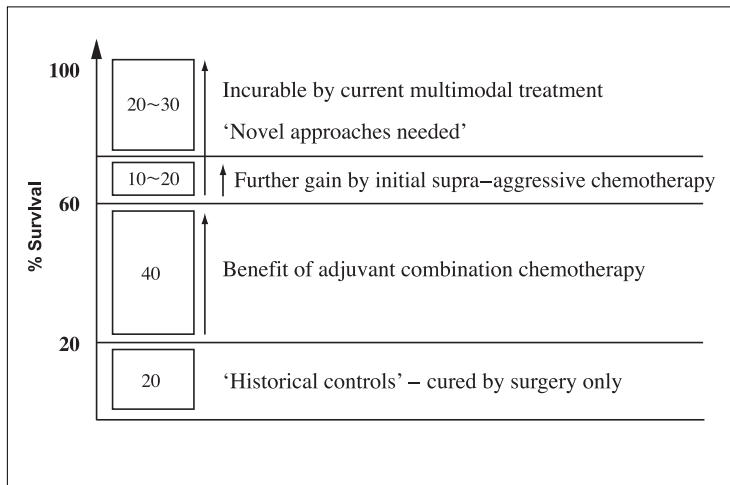 % Survival
100
20~30
Incurable by current multimodal treatment
‘Novel approaches needed’
10~20
Further gain by initial supra–aggressive chemotherapy
60
40
Benefit of adjuvant combination chemotherapy
20
20
‘Historical controls’ – cured by surgery only